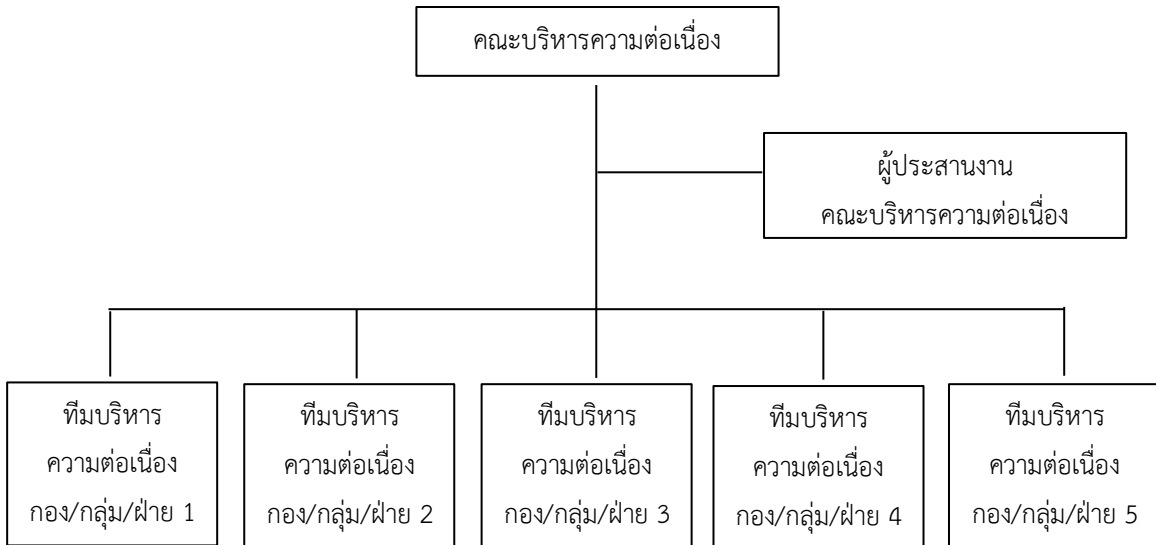 คณะบริหารความต่อเนื่อง
ผู้ประสานงาน
คณะบริหารความต่อเนื่อง
ทีมบริหาร
ความต่อเนื่อง
กอง/กลุ่ม/ฝ่าย 1
ทีมบริหาร
ความต่อเนื่อง
กอง/กลุ่ม/ฝ่าย 2
ทีมบริหาร
ความต่อเนื่อง
กอง/กลุ่ม/ฝ่าย 3
ทีมบริหาร
ความต่อเนื่อง
กอง/กลุ่ม/ฝ่าย 4
ทีมบริหาร
ความต่อเนื่อง
กอง/กลุ่ม/ฝ่าย 5